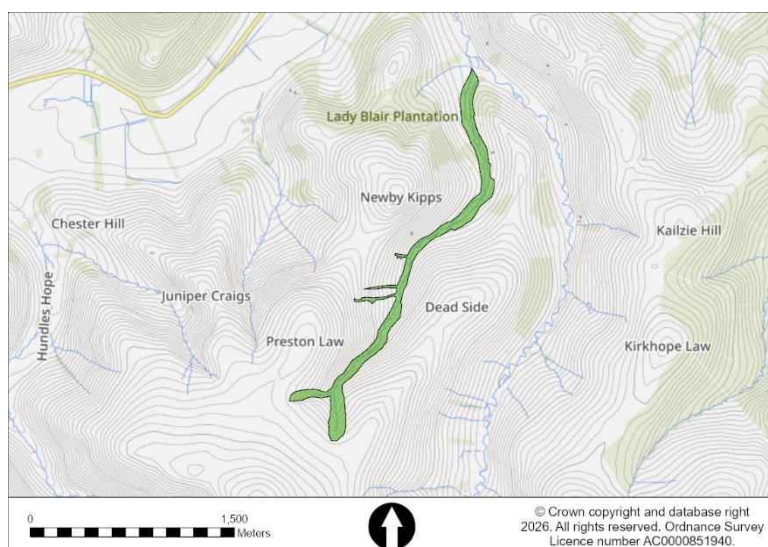 Lady Blair Plantation
Newby Kipps
Chester Hill
Kailzie Hill
Hundles Hope
Juniper Craigs
Dead Side
Preston Law
Kirkhope Law
0 1,500
Meters
© Crown copyright and database right
2026. All rights reserved. Ordnance Survey
Licence number AC0000851940.